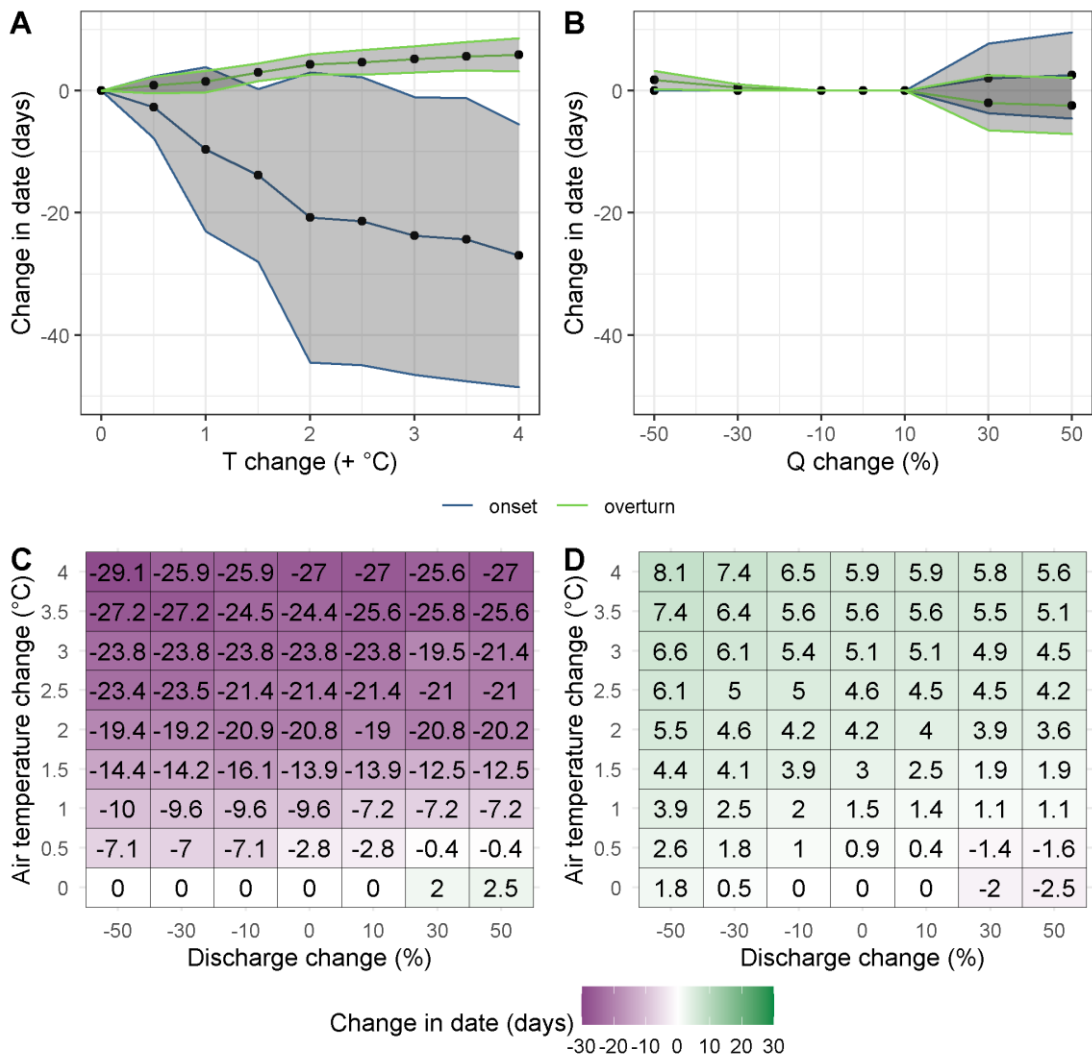 A
B
Change in date (days)
0
-20
-40
0 1 2 3 4
T change (+ °C)
Change in date (days)
0
-20
-40
-50 -30 -10 10 30 50
Q change (%)
onset overturn
C
Air temperature change (°C)
4 -29.1 -25.9 -25.9 -27 -27 -25.6 -27
3.5 -27.2 -27.2 -24.5 -24.4 -25.6 -25.8 -25.6
3 -23.8 -23.8 -23.8 -23.8 -23.8 -19.5 -21.4
2.5 -23.4 -23.5 -21.4 -21.4 -21.4 -21 -21
2 -19.4 -19.2 -20.9 -20.8 -19 -20.8 -20.2
1.5 -14.4 -14.2 -16.1 -13.9 -13.9 -12.5 -12.5
1 -10 -9.6 -9.6 -9.6 -7.2 -7.2 -7.2
0.5 -7.1 -7 -7.1 -2.8 -2.8 -0.4 -0.4
0 0 0 0 0 0 2 2.5
-50 -30 -10 0 10 30 50
Discharge change (%)
D
Air temperature change (°C)
4 8.1 7.4 6.5 5.9 5.9 5.8 5.6
3.5 7.4 6.4 5.6 5.6 5.6 5.5 5.1
3 6.6 6.1 5.4 5.1 5.1 4.9 4.5
2.5 6.1 5 5 4.6 4.5 4.5 4.2
2 5.5 4.6 4.2 4.2 4 3.9 3.6
1.5 4.4 4.1 3.9 3 2.5 1.9 1.9
1 3.9 2.5 2 1.5 1.4 1.1 1.1
0.5 2.6 1.8 1 0.9 0.4 -1.4 -1.6
0 1.8 0.5 0 0 0 -2 -2.5
-50 -30 -10 0 10 30 50
Discharge change (%)
Change in date (days)
-30 -20 -10 0 10 20 30